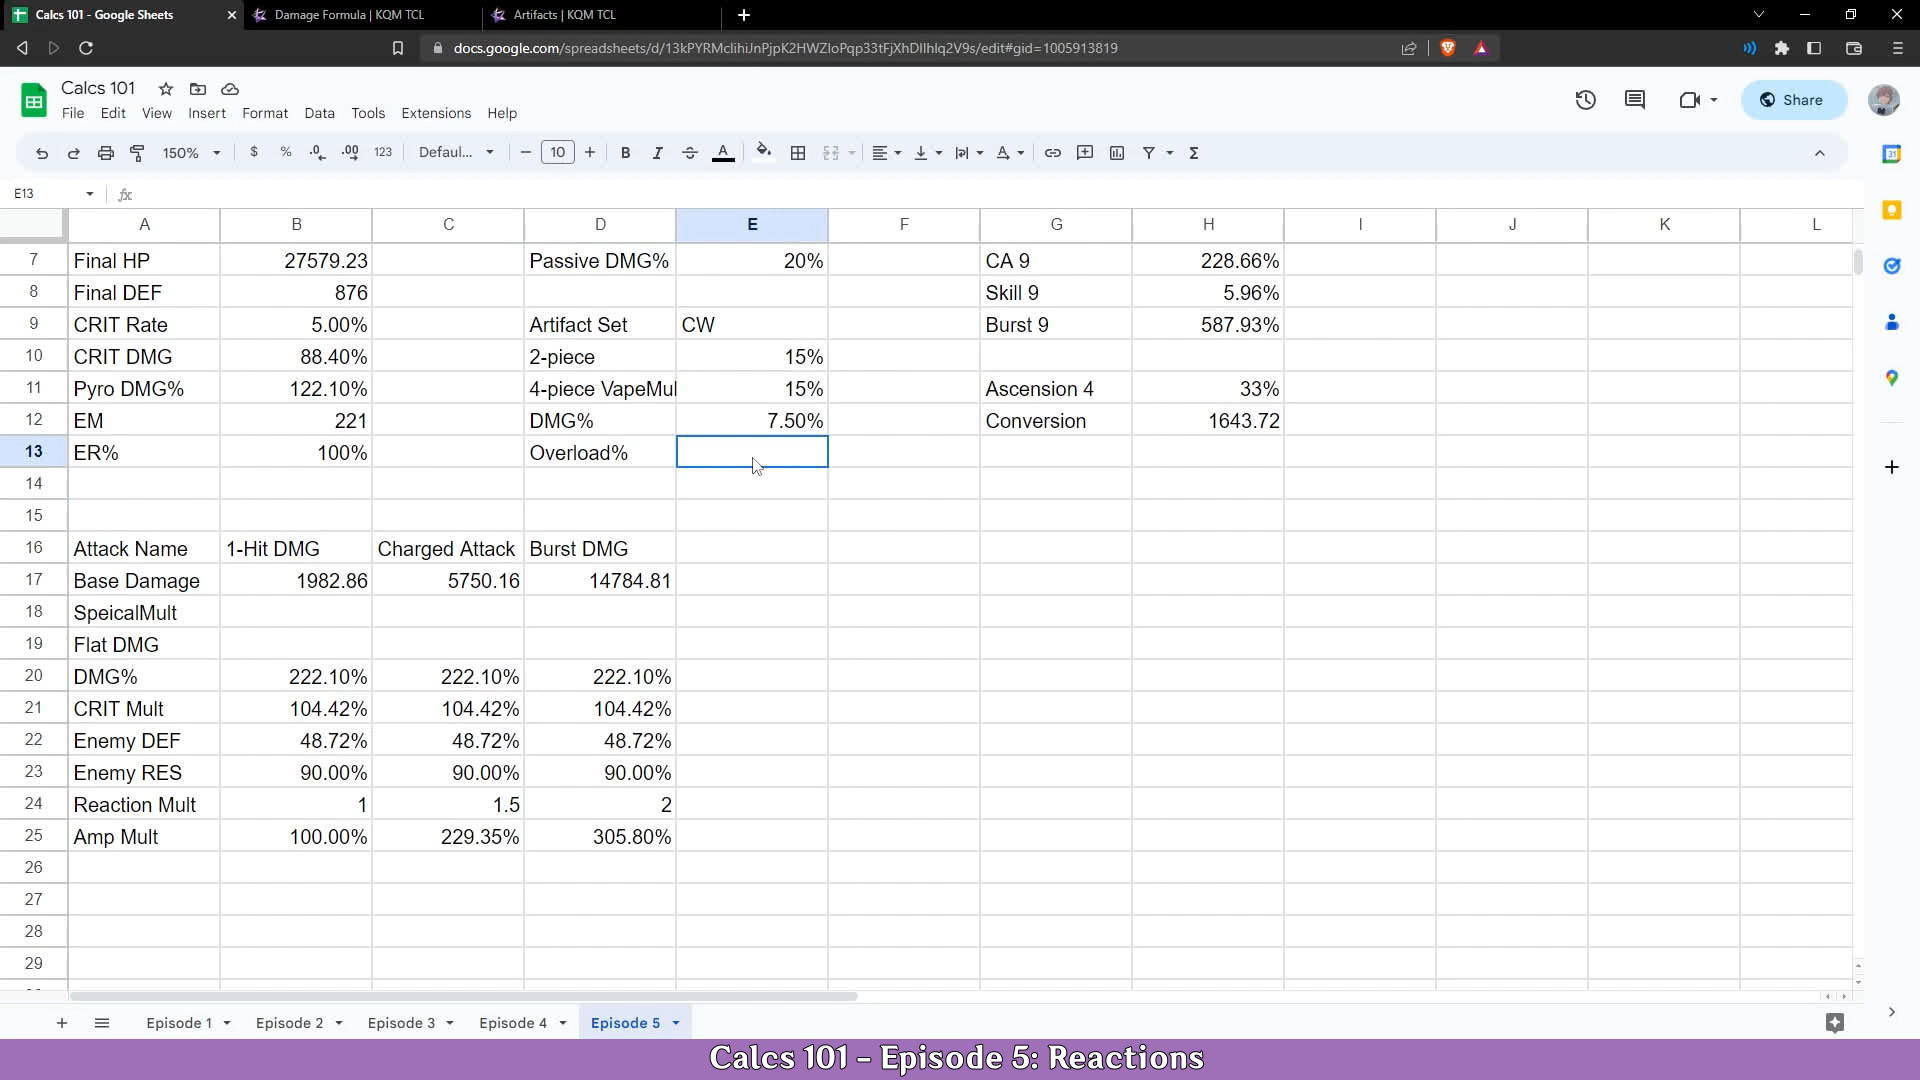 Calcs 101 - Google Sheets
Damage Formula | KQM TCL
Artifacts | KQM TCL
docs.google.com/spreadsheets/d/13kPYRMclihiJnPjpK2HWZloPqp33tFjXhDIlhlq2V9s/edit#gid=1005913819
Calcs 101
File Edit View Insert Format Data Tools Extensions Help
Share
150% $ % .0 .00 123 Defaul... 10 B I A
E13 fx
A B C D E F G H I J K L
7 Final HP 27579.23 Passive DMG% 20% CA 9 228.66%
8 Final DEF 876 Skill 9 5.96%
9 CRIT Rate 5.00% Artifact Set CW Burst 9 587.93%
10 CRIT DMG 88.40% 2-piece 15%
11 Pyro DMG% 122.10% 4-piece VapeMul 15% Ascension 4 33%
12 EM 221 DMG% 7.50% Conversion 1643.72
13 ER% 100% Overload%
14
15
16 Attack Name 1-Hit DMG Charged Attack Burst DMG
17 Base Damage 1982.86 5750.16 14784.81
18 SpeicalMult
19 Flat DMG
20 DMG% 222.10% 222.10% 222.10%
21 CRIT Mult 104.42% 104.42% 104.42%
22 Enemy DEF 48.72% 48.72% 48.72%
23 Enemy RES 90.00% 90.00% 90.00%
24 Reaction Mult 1 1.5 2
25 Amp Mult 100.00% 229.35% 305.80%
26
27
28
29
Episode 1 Episode 2 Episode 3 Episode 4 Episode 5
Calcs 101 - Episode 5: Reactions